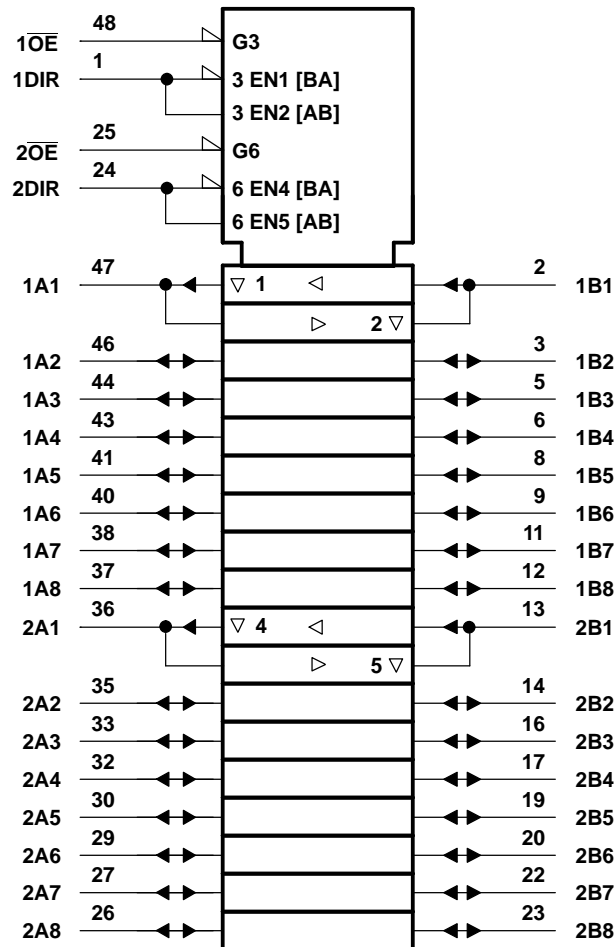 48
1O̅E̅ G3
1
1DIR 3 EN1 [BA]
3 EN2 [AB]
25
2O̅E̅ G6
24
2DIR 6 EN4 [BA]
6 EN5 [AB]
47 2
1A1 ▽ 1 ◁ 1B1
▷ 2 ▽
46 3
1A2 1B2
44 5
1A3 1B3
43 6
1A4 1B4
41 8
1A5 1B5
40 9
1A6 1B6
38 11
1A7 1B7
37 12
1A8 1B8
36 13
2A1 ▽ 4 ◁ 2B1
▷ 5 ▽
35 14
2A2 2B2
33 16
2A3 2B3
32 17
2A4 2B4
30 19
2A5 2B5
29 20
2A6 2B6
27 22
2A7 2B7
26 23
2A8 2B8